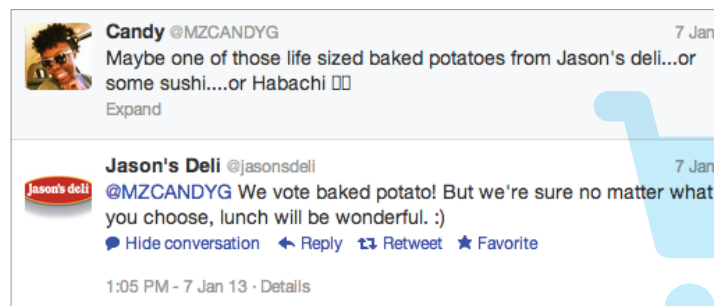 Candy @MZCANDYG 7 Jan
Maybe one of those life sized baked potatoes from Jason's deli...or
some sushi....or Habachi
Expand
Jason's Deli @jasonsdeli 7 Jan
Jason's deli
@MZCANDYG We vote baked potato! But we're sure no matter what
you choose, lunch will be wonderful. :)
Hide conversation Reply Retweet Favorite
1:05 PM - 7 Jan 13 · Details